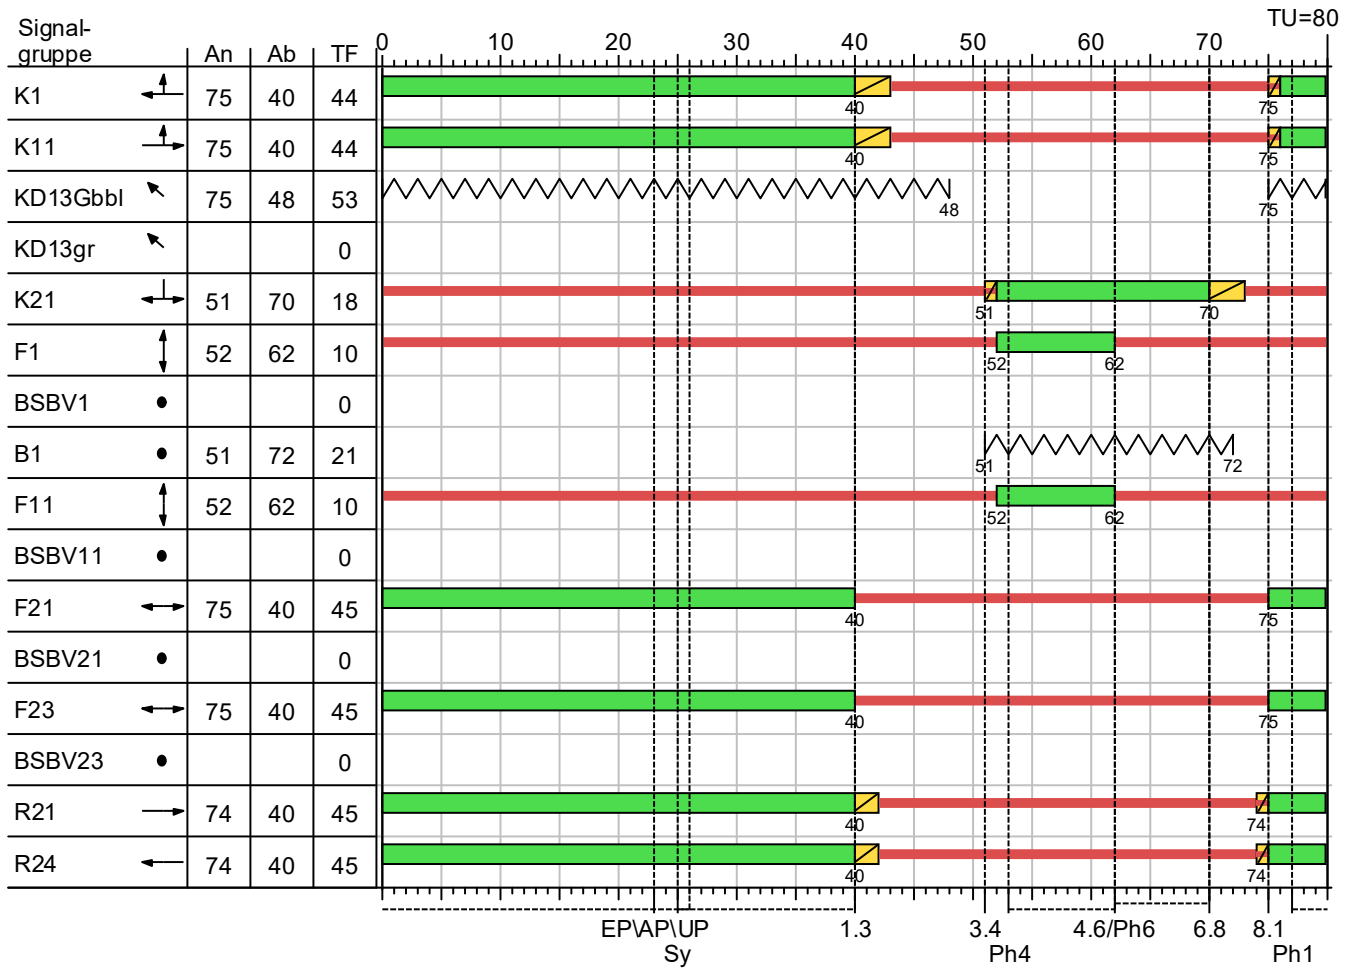 TU=80
Signal-
gruppe An Ab TF 0 10 20 30 40 50 60 70
K1 75 40 44
40 75
K11 75 40 44
40 75
KD13Gbbl 75 48 53
48 75
KD13gr 0
K21 51 70 18
51 70
F1 52 62 10
52 62
BSBV1 0
B1 51 72 21
51 72
F11 52 62 10
52 62
BSBV11 0
F21 75 40 45
40 75
BSBV21 0
F23 75 40 45
40 75
BSBV23 0
R21 74 40 45
40 74
R24 74 40 45
40 74
EP\AP\UP 1.3 3.4 4.6/Ph6 6.8 8.1
Sy Ph4 Ph1